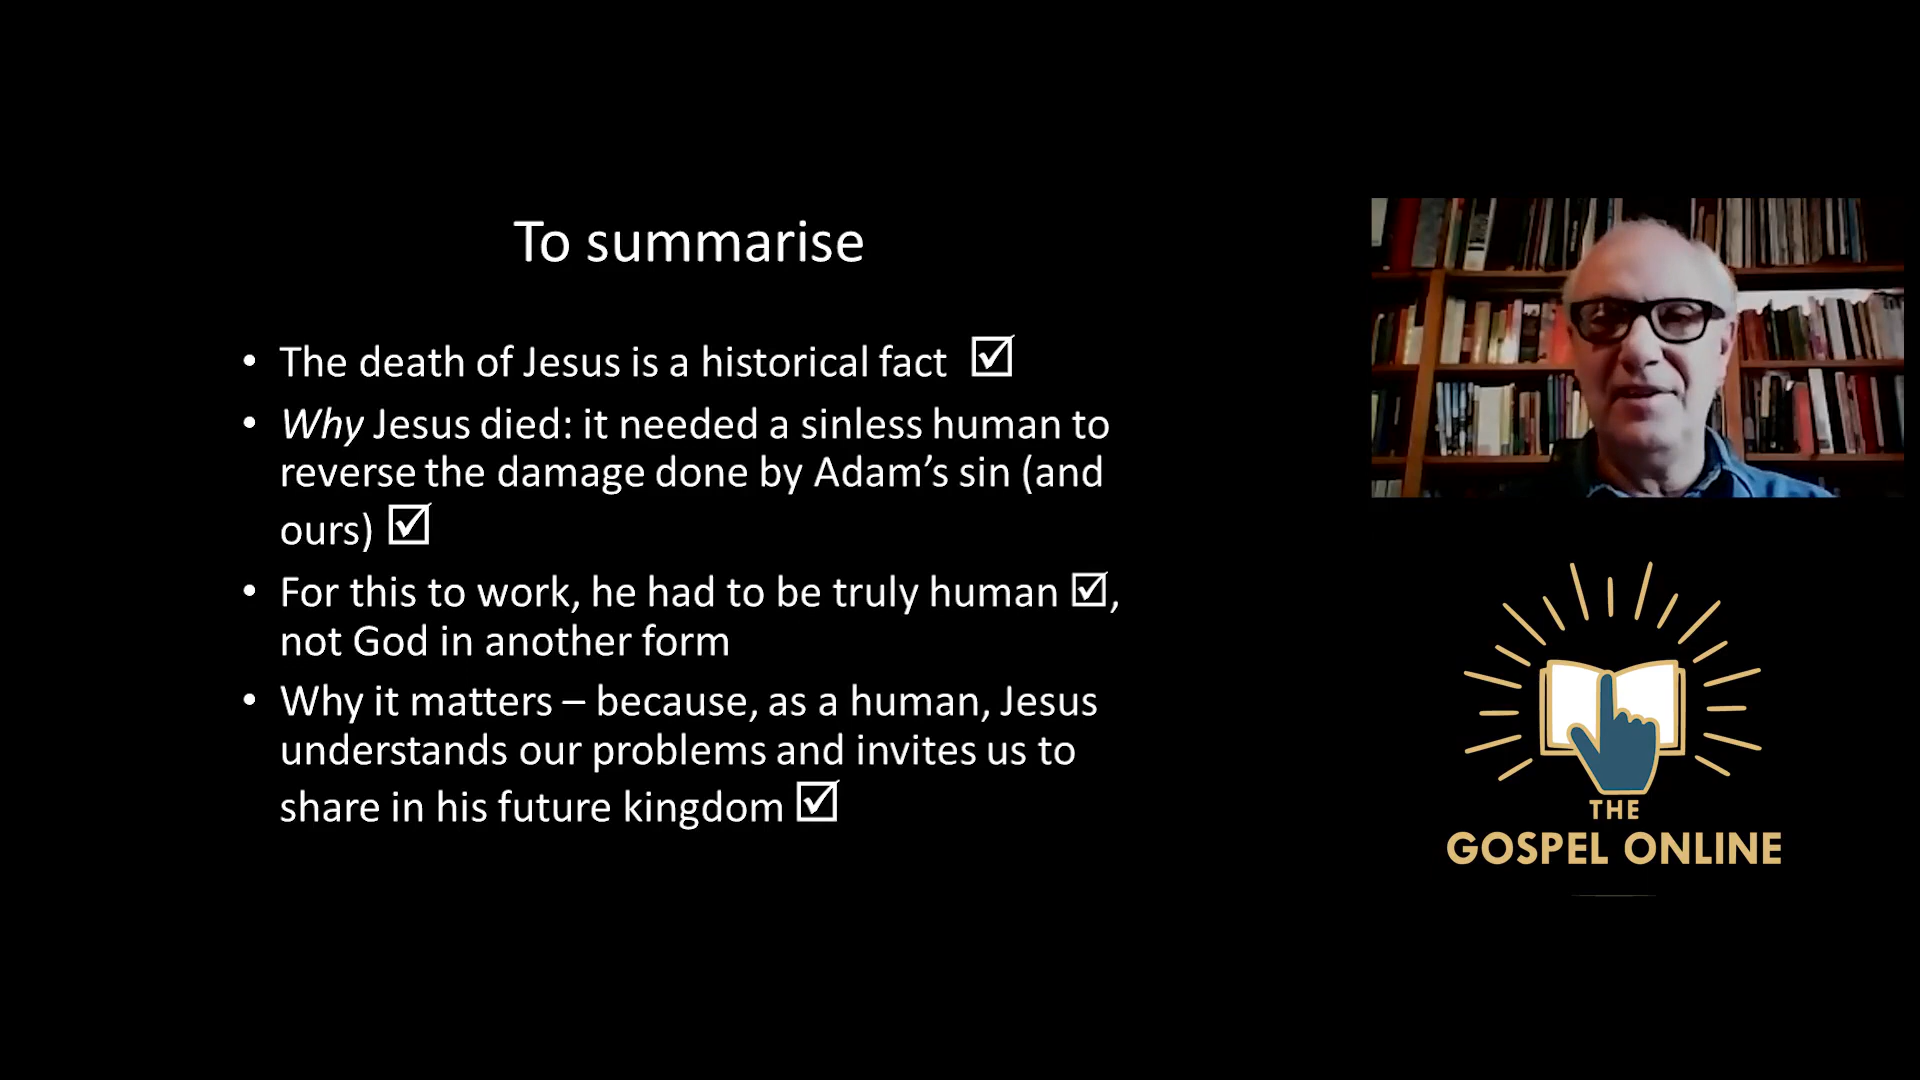 To summarise
• The death of Jesus is a historical fact ☑
• Why Jesus died: it needed a sinless human to
reverse the damage done by Adam’s sin (and
ours) ☑
• For this to work, he had to be truly human ☑,
not God in another form
• Why it matters – because, as a human, Jesus
understands our problems and invites us to
share in his future kingdom ☑
THE
GOSPEL ONLINE